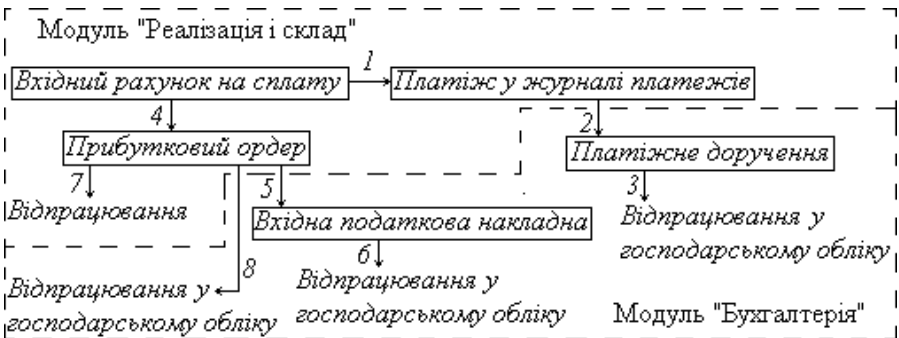 Модуль "Реалізація і склад"
1
Вхідний рахунок на сплату
Платіж у журналі платежів
4
2
Прибутковий ордер
Платіжне доручення
7
5
3
Відпрацювання
Вхідна податкова накладна
Відпрацювання у
господарському обліку
6
8
Відпрацювання у
господарському обліку
Відпрацювання у
господарському обліку
Модуль "Бухгалтерія"